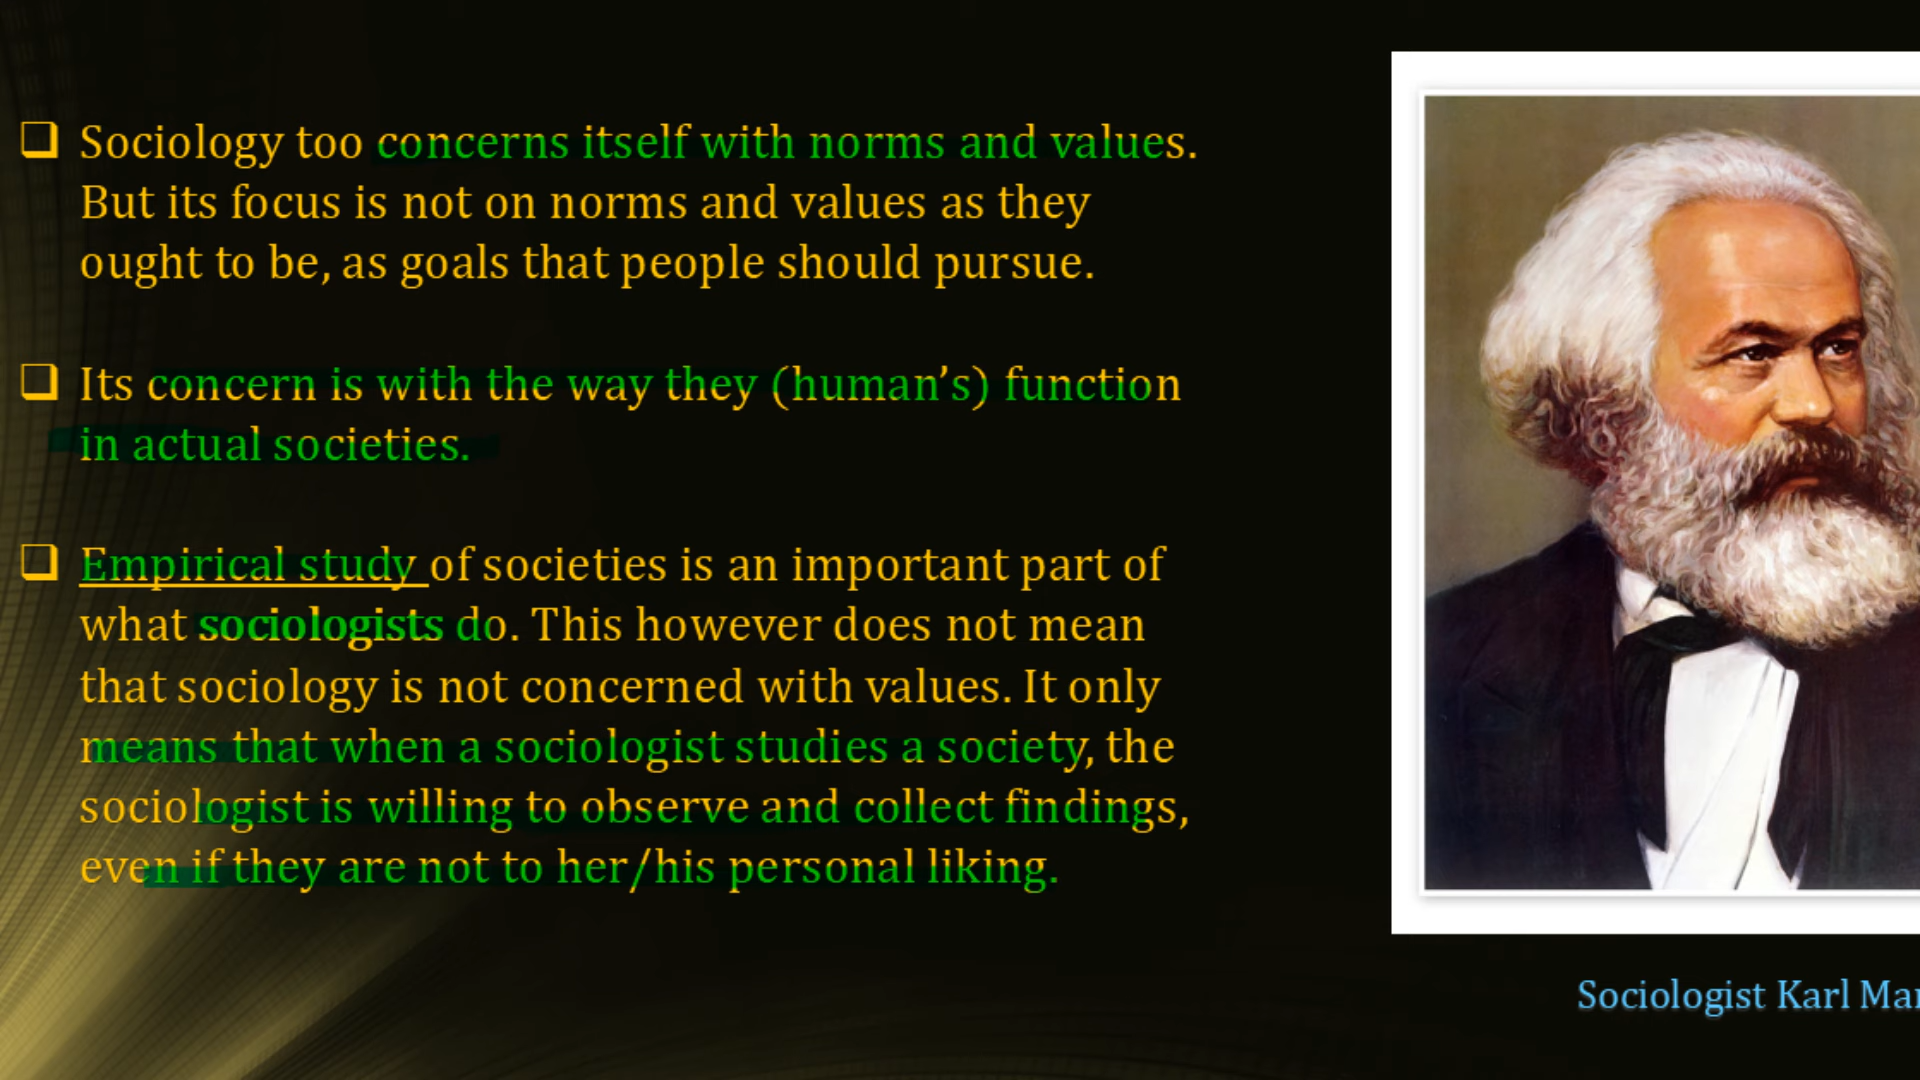 Sociology too concerns itself with norms and values.
But its focus is not on norms and values as they
ought to be, as goals that people should pursue.
Its concern is with the way they (human’s) function
in actual societies.
Empirical study of societies is an important part of
what sociologists do. This however does not mean
that sociology is not concerned with values. It only
means that when a sociologist studies a society, the
sociologist is willing to observe and collect findings,
even if they are not to her/his personal liking.
Sociologist Karl